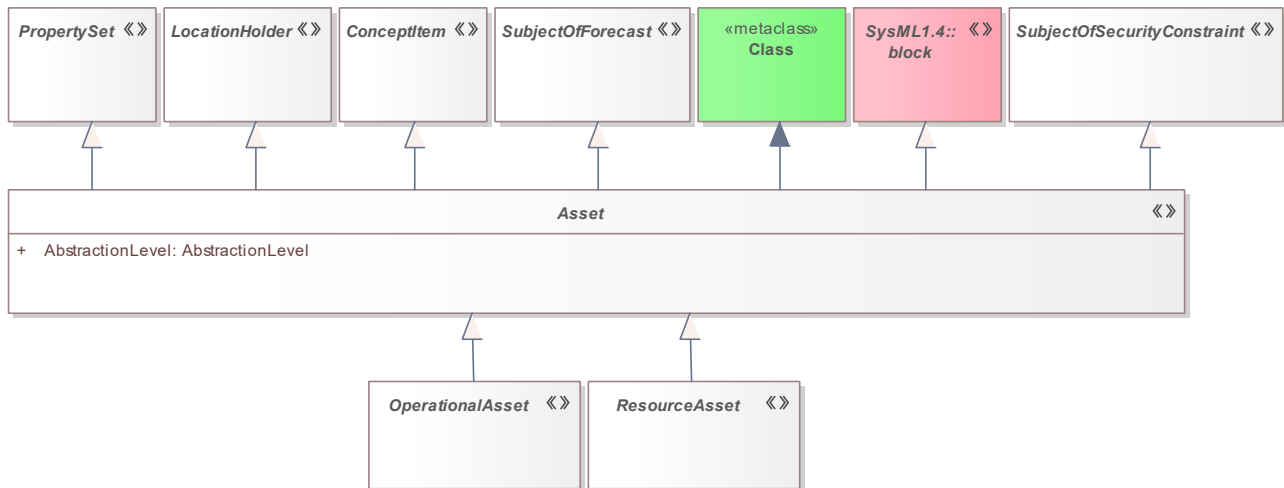 PropertySet «»
LocationHolder «»
ConceptItem «»
SubjectOfForecast «»
«metaclass»
Class
SysML1.4:: «»
block
SubjectOfSecurityConstraint «»
Asset «»
+ AbstractionLevel: AbstractionLevel
OperationalAsset «»
ResourceAsset «»